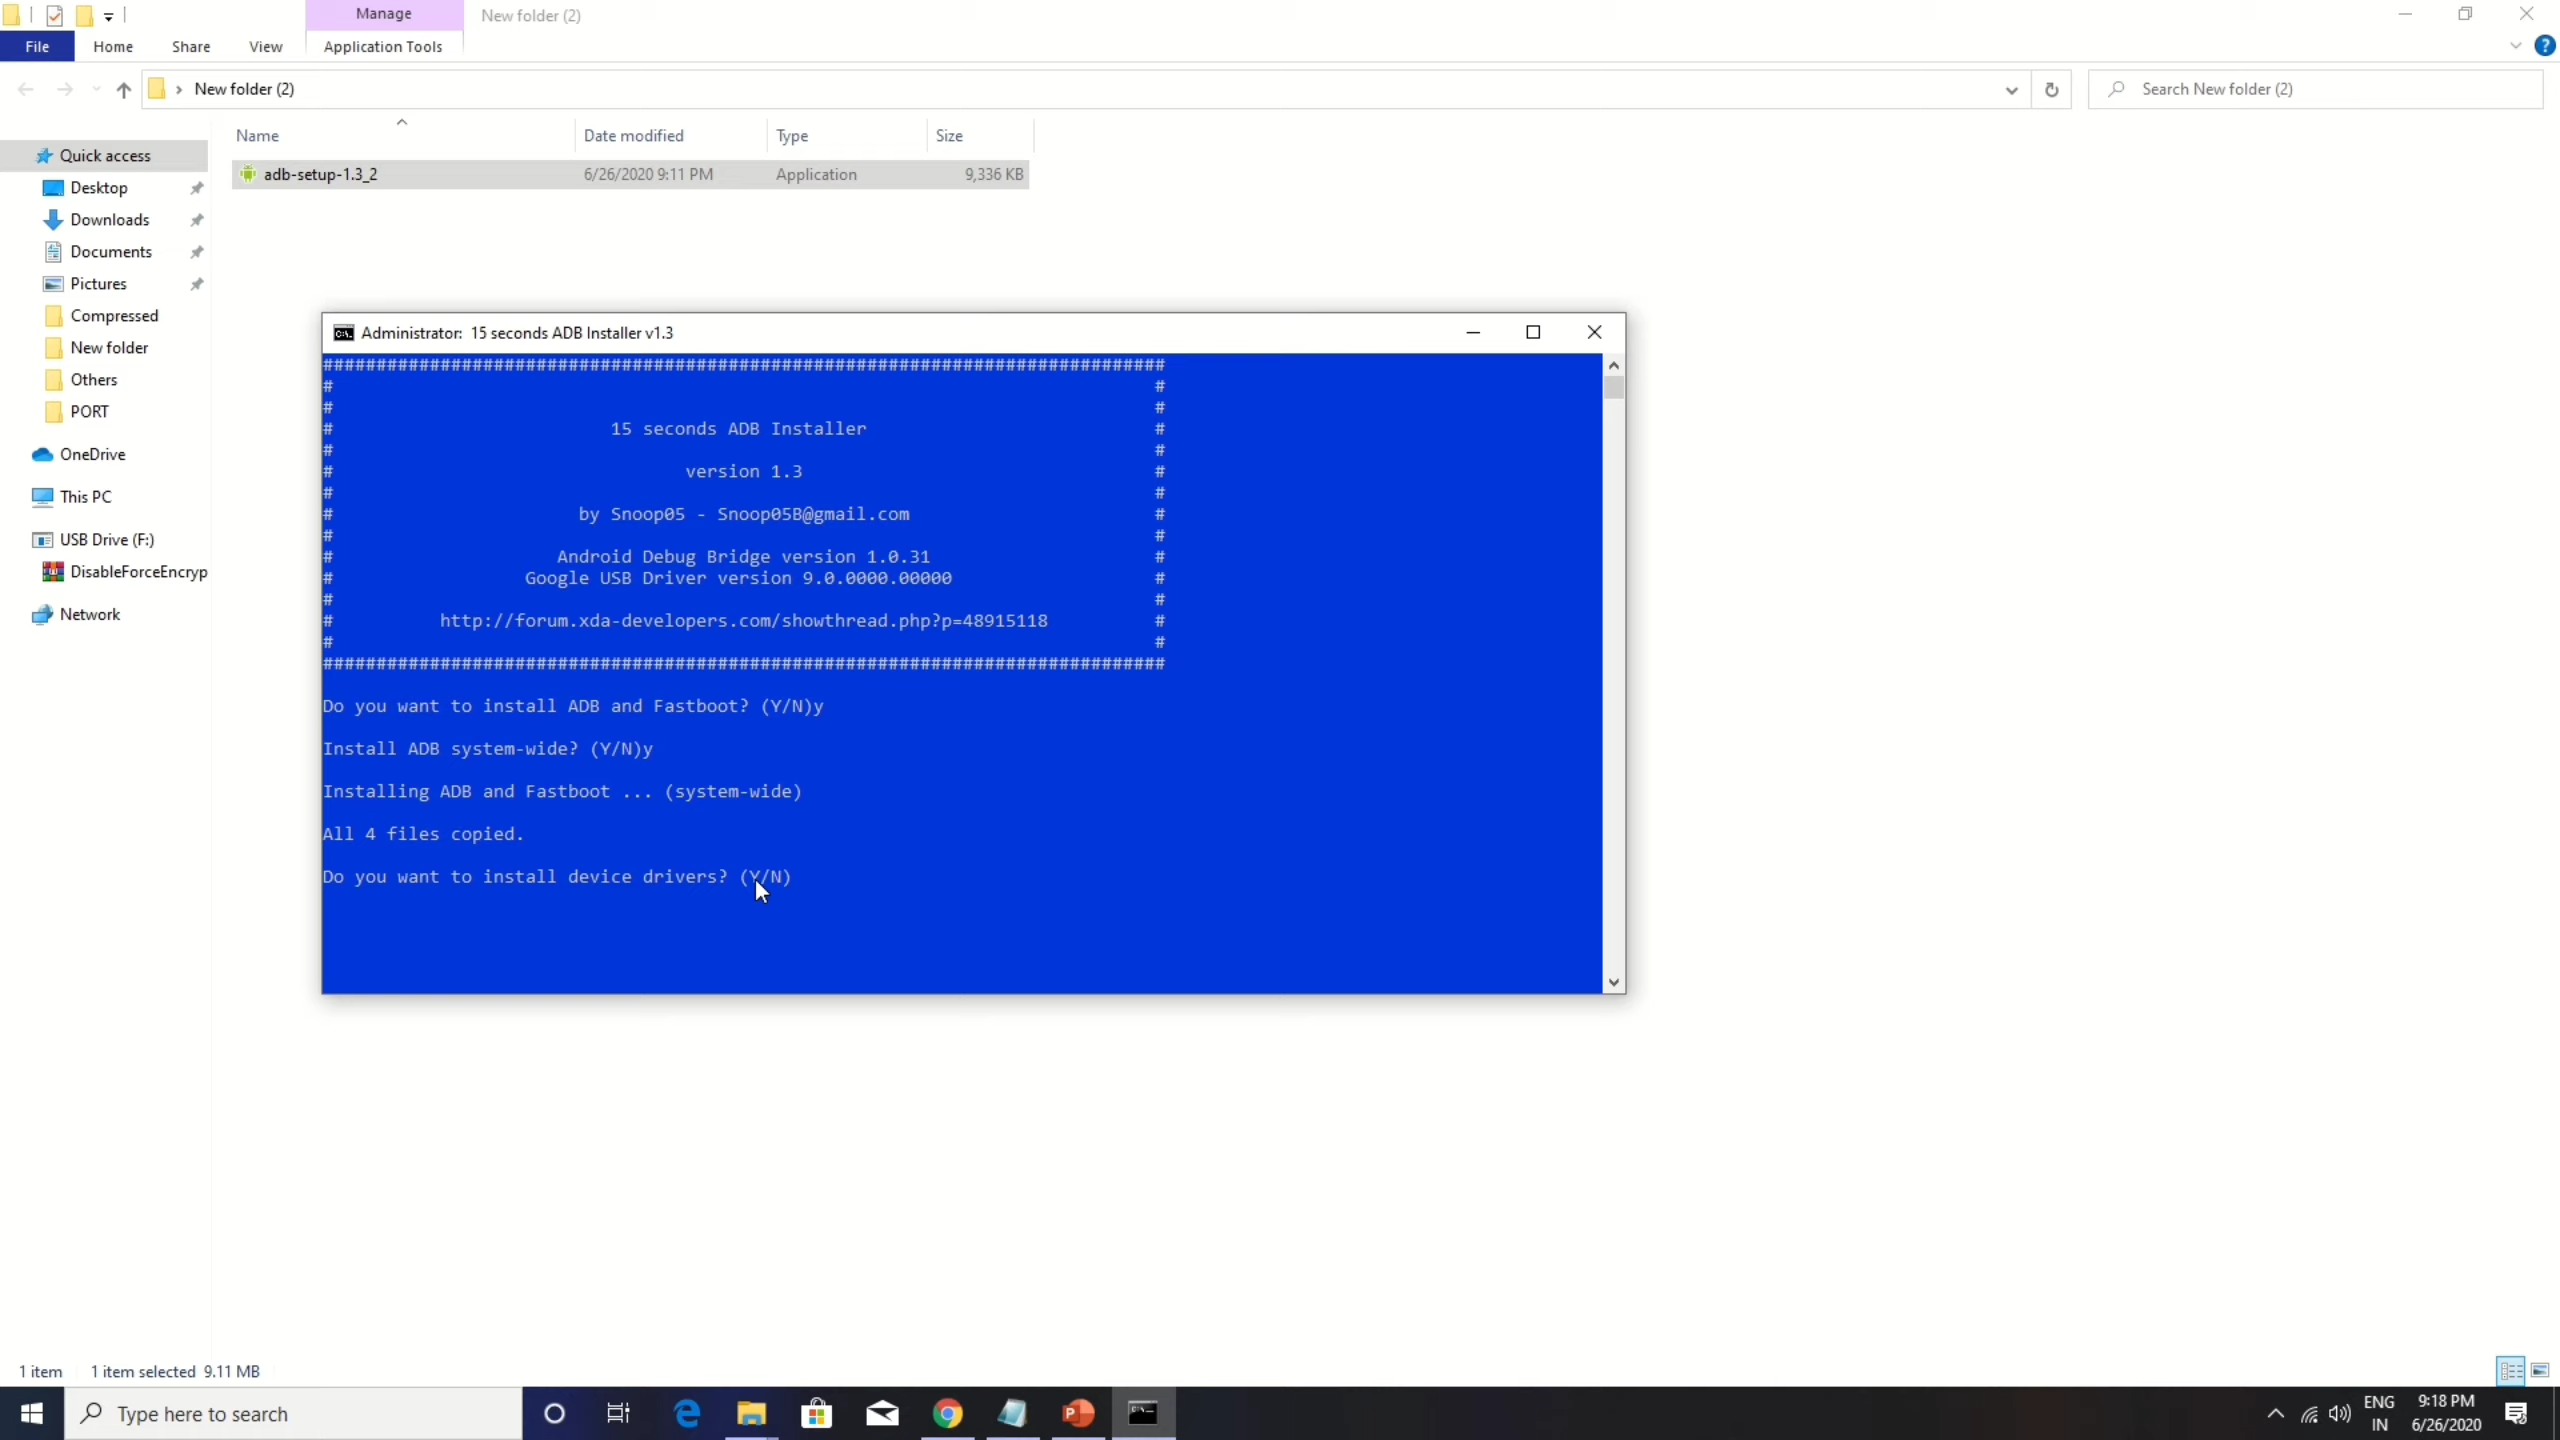 Manage
New folder (2)
File
Home
Share
View
Application Tools
New folder (2)
Search New folder (2)
Name
Date modified
Type
Size
adb-setup-1.3_2
6/26/2020 9:11 PM
Application
9,336 KB
Quick access
Desktop
Downloads
Documents
Pictures
Compressed
New folder
Others
PORT
OneDrive
This PC
USB Drive (F:)
DisableForceEncryp
Network
Administrator: 15 seconds ADB Installer v1.3
###############################################################################
# #
# #
# 15 seconds ADB Installer #
# #
# version 1.3 #
# #
# by Snoop05 - Snoop05B@gmail.com #
# #
# Android Debug Bridge version 1.0.31 #
# Google USB Driver version 9.0.0000.00000 #
# #
# http://forum.xda-developers.com/showthread.php?p=48915118 #
# #
###############################################################################
Do you want to install ADB and Fastboot? (Y/N)y
Install ADB system-wide? (Y/N)y
Installing ADB and Fastboot ... (system-wide)
All 4 files copied.
Do you want to install device drivers? (Y/N)
1 item
1 item selected 9.11 MB
Type here to search
ENG
IN
9:18 PM
6/26/2020